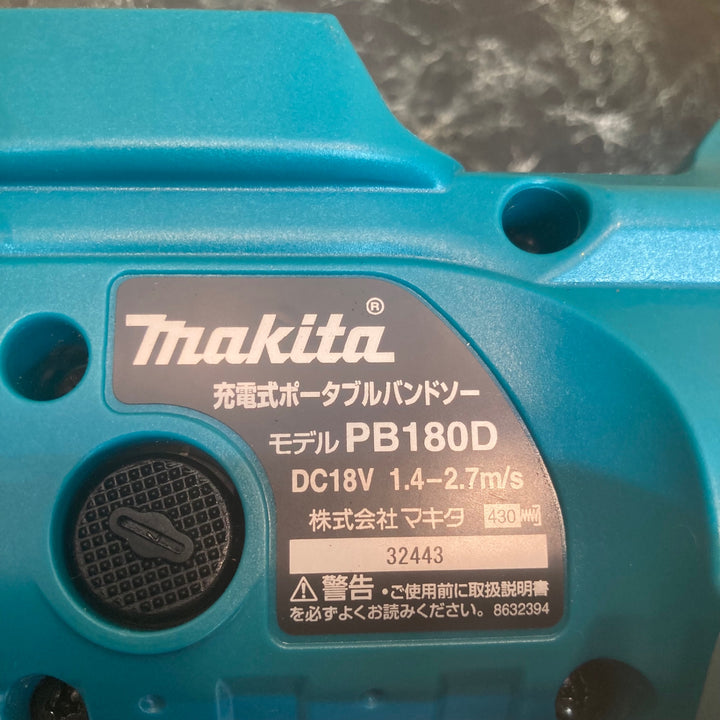 makita®
充電式ポータブルバンドソー
モデル PB180D
DC18V 1.4-2.7m/s
株式会社マキタ 430
32443
⚠警告・ご使用前に取扱説明書
を必ずよくお読みください。 8632394